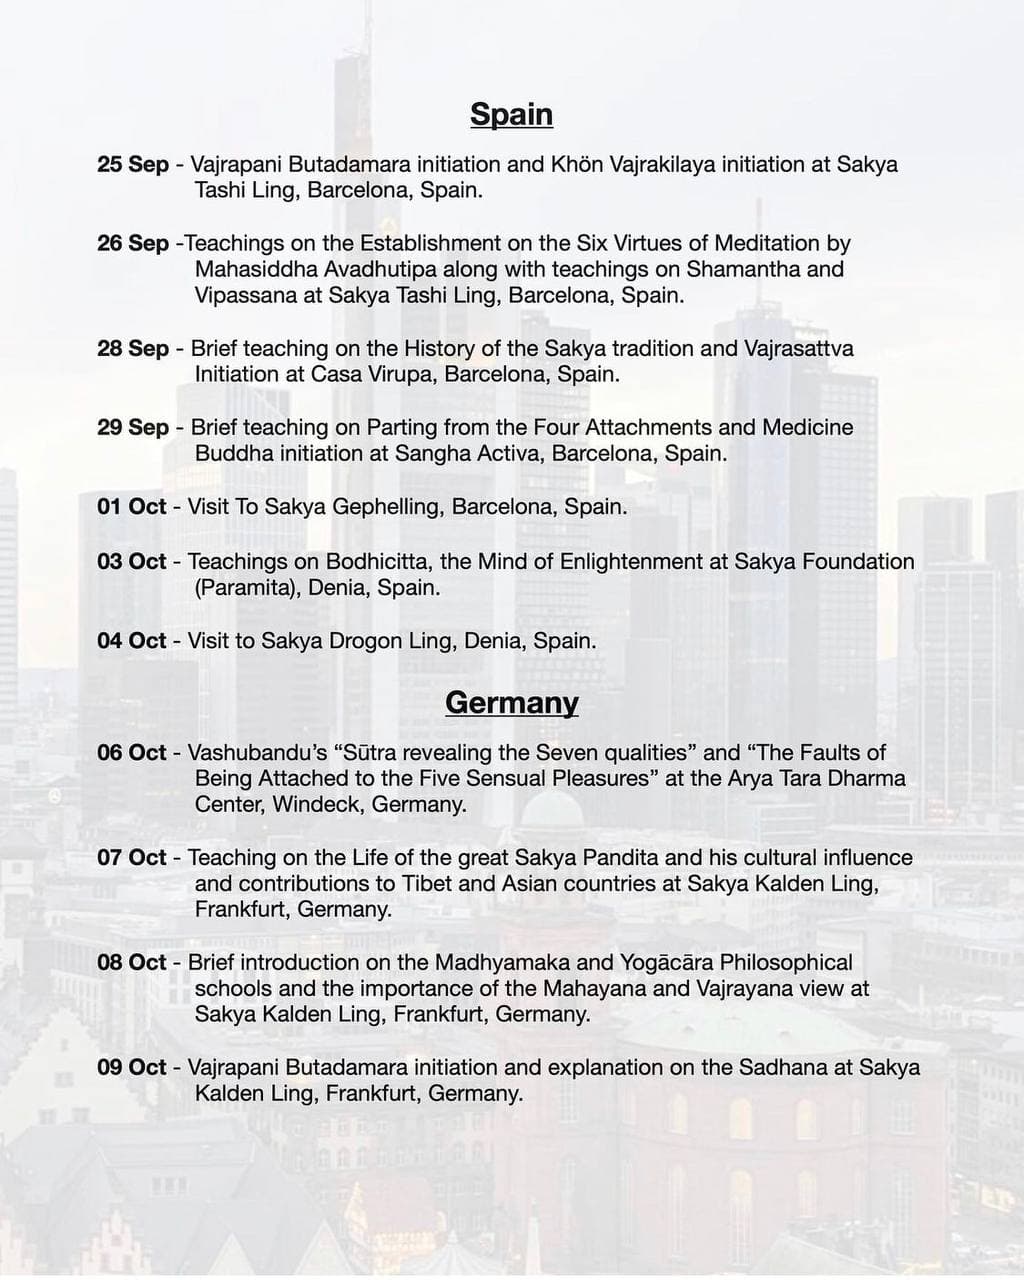 Spain
25 Sep - Vajrapani Butadamara initiation and Khön Vajrakilaya initiation at Sakya
Tashi Ling, Barcelona, Spain.
26 Sep -Teachings on the Establishment on the Six Virtues of Meditation by
Mahasiddha Avadhutipa along with teachings on Shamantha and
Vipassana at Sakya Tashi Ling, Barcelona, Spain.
28 Sep - Brief teaching on the History of the Sakya tradition and Vajrasattva
Initiation at Casa Virupa, Barcelona, Spain.
29 Sep - Brief teaching on Parting from the Four Attachments and Medicine
Buddha initiation at Sangha Activa, Barcelona, Spain.
01 Oct - Visit To Sakya Gephelling, Barcelona, Spain.
03 Oct - Teachings on Bodhicitta, the Mind of Enlightenment at Sakya Foundation
(Paramita), Denia, Spain.
04 Oct - Visit to Sakya Drogon Ling, Denia, Spain.
Germany
06 Oct - Vashubandu’s “Sūtra revealing the Seven qualities” and “The Faults of
Being Attached to the Five Sensual Pleasures” at the Arya Tara Dharma
Center, Windeck, Germany.
07 Oct - Teaching on the Life of the great Sakya Pandita and his cultural influence
and contributions to Tibet and Asian countries at Sakya Kalden Ling,
Frankfurt, Germany.
08 Oct - Brief introduction on the Madhyamaka and Yogācāra Philosophical
schools and the importance of the Mahayana and Vajrayana view at
Sakya Kalden Ling, Frankfurt, Germany.
09 Oct - Vajrapani Butadamara initiation and explanation on the Sadhana at Sakya
Kalden Ling, Frankfurt, Germany.